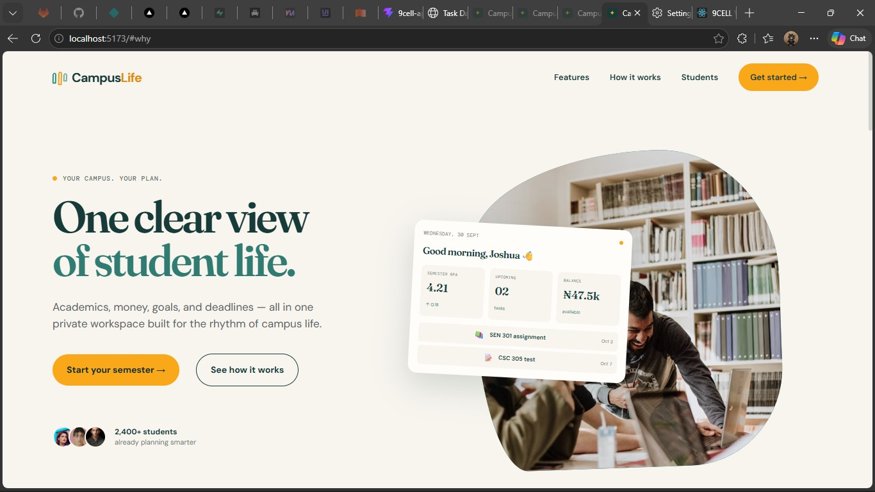 9cell-a
Task D
Campu
Campu
Campu
Ca
Setting
9CELL
localhost:5173/#why
Chat
CampusLife
Features
How it works
Students
Get started →
YOUR CAMPUS. YOUR PLAN.
One clear view
of student life.
Academics, money, goals, and deadlines — all in one
private workspace built for the rhythm of campus life.
Start your semester →
See how it works
2,400+ students
already planning smarter
WEDNESDAY, 30 SEPT
Good morning, Joshua
SEMESTER GPA
4.21
UPCOMING
02
tasks
BALANCE
₦47.5k
available
SEN 301 assignment
CSC 305 test
Oct 7